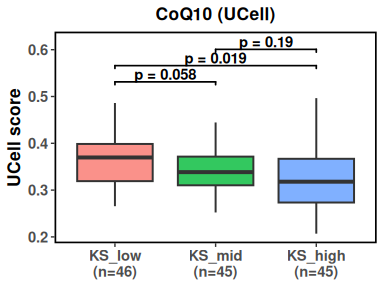 CoQ10 (UCell)
UCell score
0.6
0.5
0.4
0.3
0.2
p = 0.19
p = 0.019
p = 0.058
KS_low
(n=46)
KS_mid
(n=45)
KS_high
(n=45)